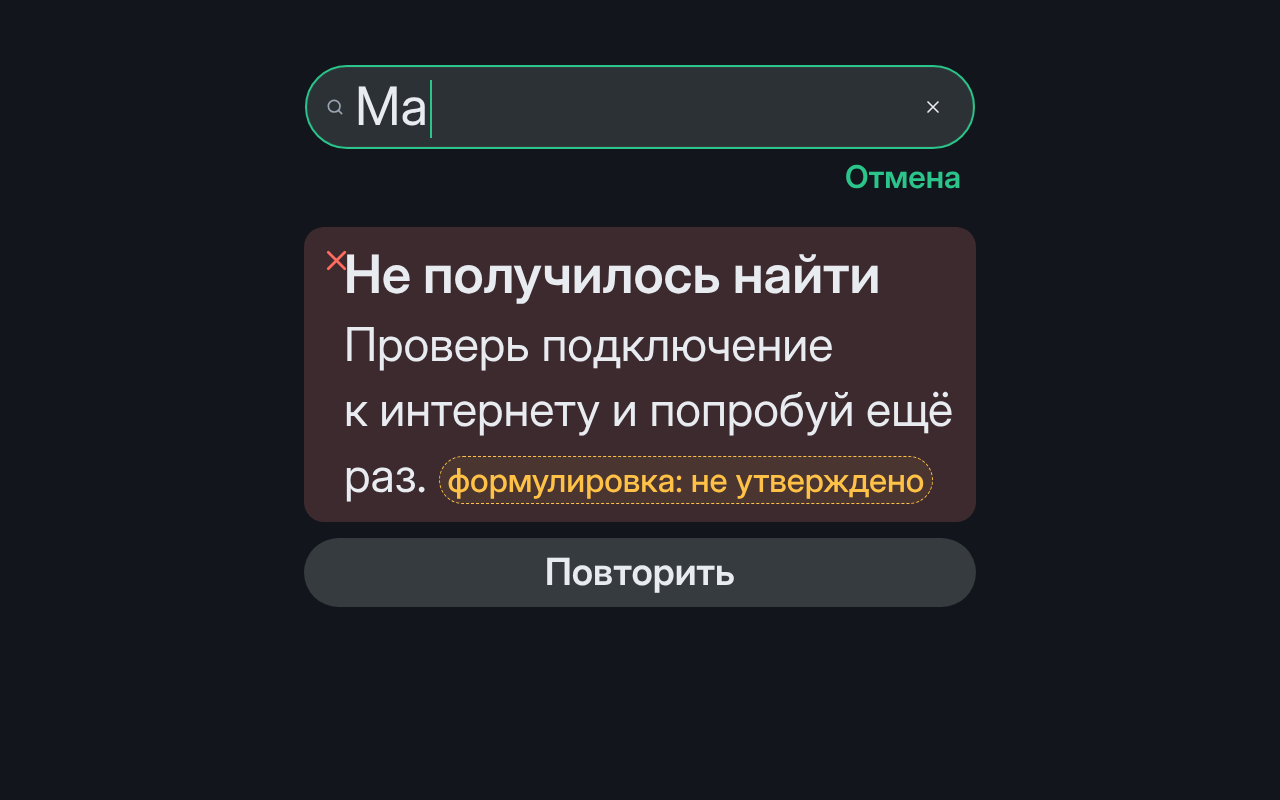 Ма
Отмена
Не получилось найти
Проверь подключение
к интернету и попробуй ещё
раз. формулировка: не утверждено
Повторить